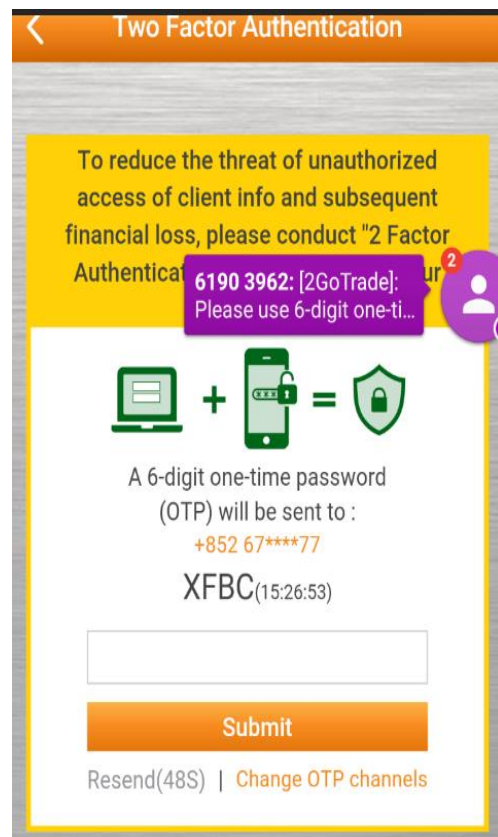 Two Factor Authentication
To reduce the threat of unauthorized
access of client info and subsequent
financial loss, please conduct "2 Factor
Authenticat
ur
6190 3962: [2GoTrade]:
Please use 6-digit one-ti...
2
A 6-digit one-time password
(OTP) will be sent to :
+852 67****77
XFBC(15:26:53)
Submit
Resend(48S) | Change OTP channels